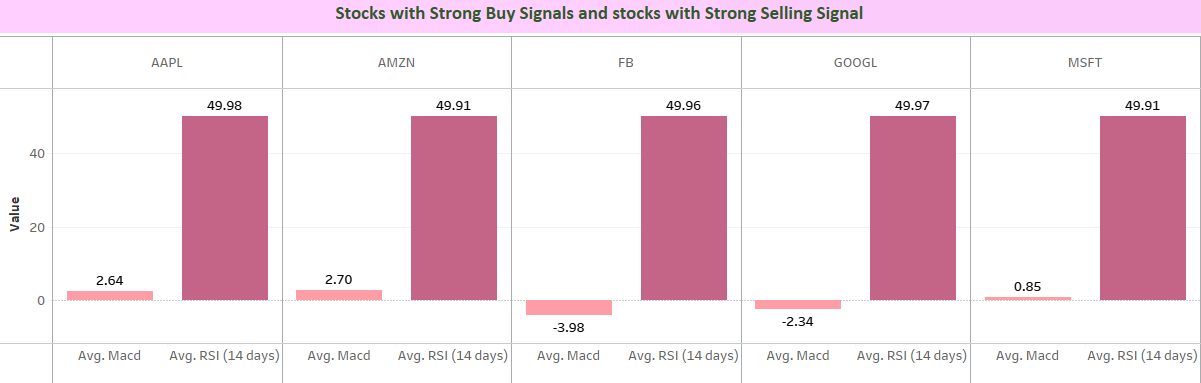 Stocks with Strong Buy Signals and stocks with Strong Selling Signal
AAPL AMZN FB GOOGL MSFT
49.98 49.91 49.96 49.97 49.91
40
Value
20
2.64 2.70 0.85
0
-3.98 -2.34
Avg. Macd Avg. RSI (14 days) Avg. Macd Avg. RSI (14 days) Avg. Macd Avg. RSI (14 days) Avg. Macd Avg. RSI (14 days) Avg. Macd Avg. RSI (14 days)